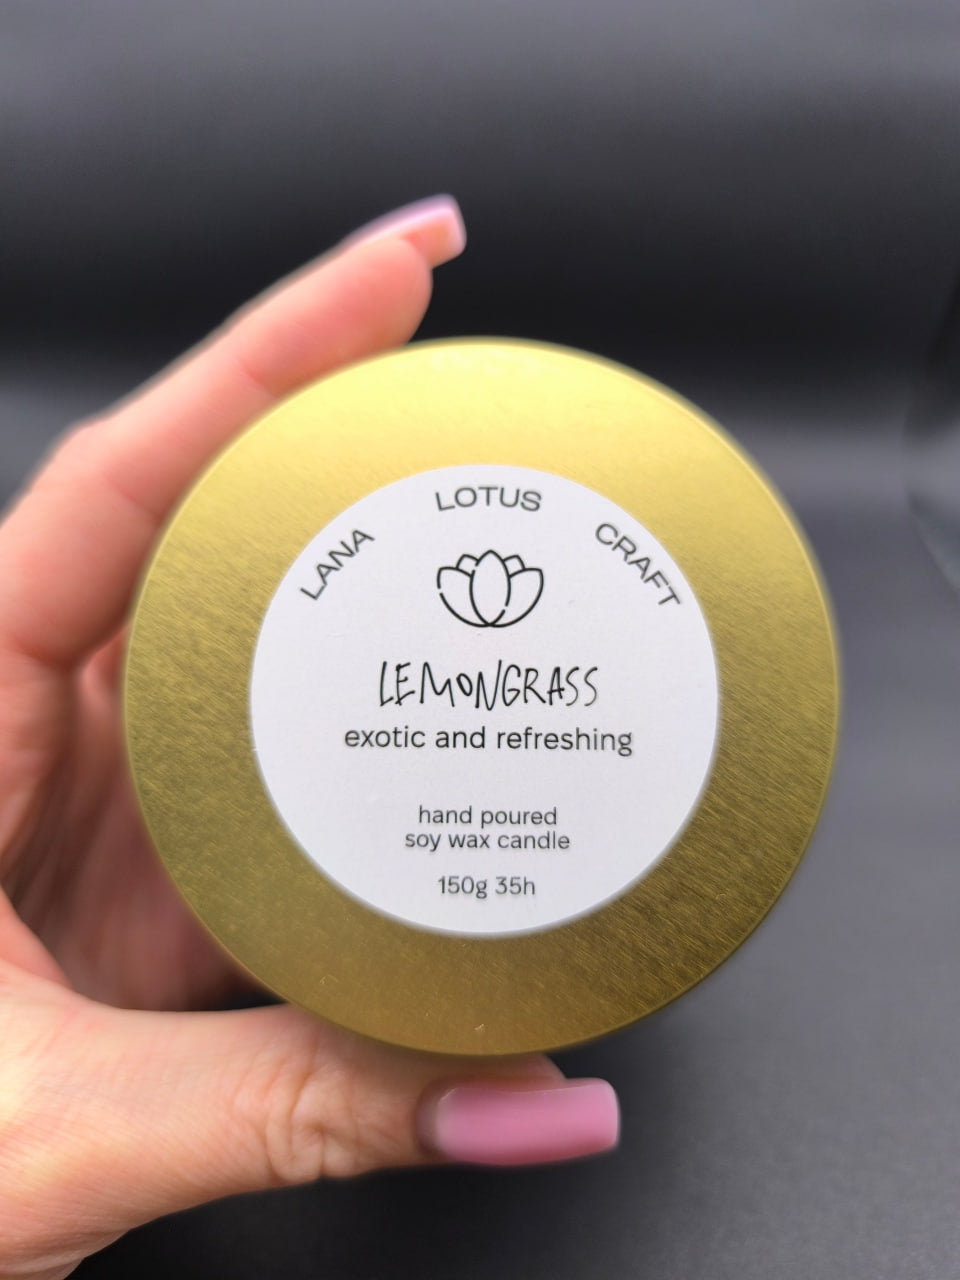 LANA LOTUS CRAFT
LEMONGRASS
exotic and refreshing
hand poured
soy wax candle
150g 35h